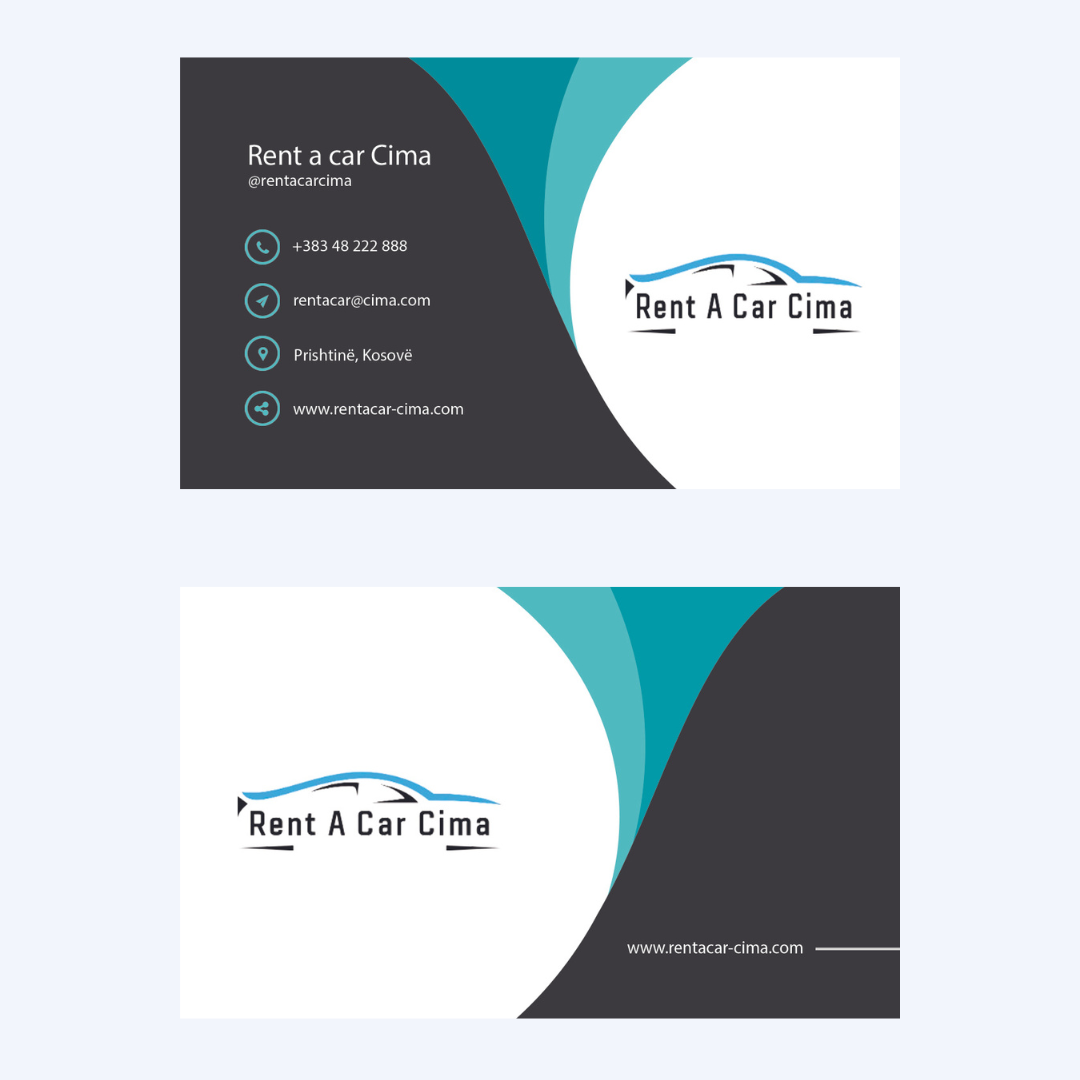 Rent a car Cima
@rentacarcima
+383 48 222 888
rentacar@cima.com
Prishtinë, Kosovë
www.rentacar-cima.com
Rent A Car Cima
Rent A Car Cima
www.rentacar-cima.com